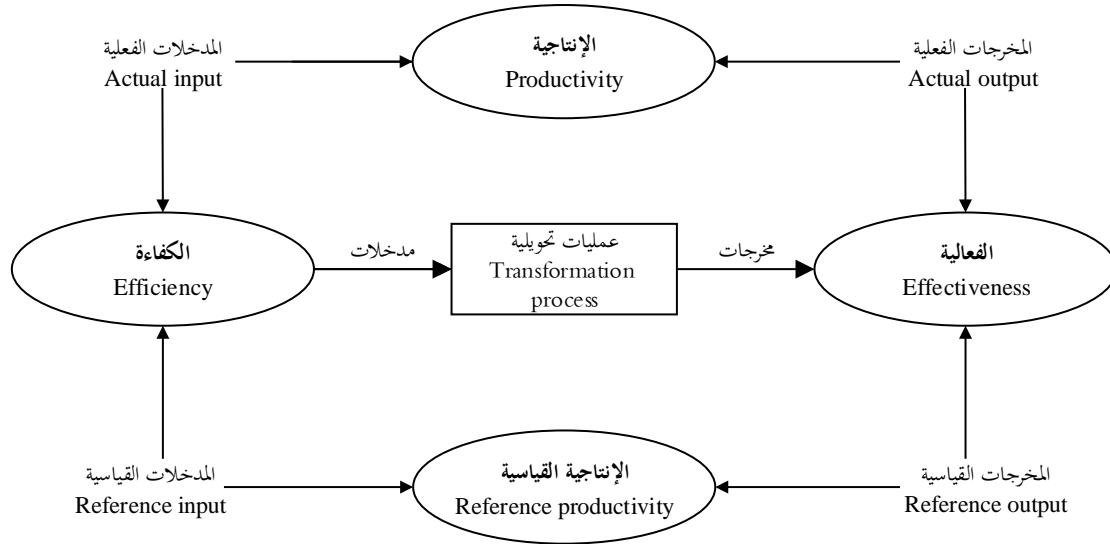 المدخلات الفعلية
Actual input
الإنتاجية
Productivity
المخرجات الفعلية
Actual output
الكفاءة
Efficiency
مدخلات
عمليات تحويلية
Transformation
process
مخرجات
الفعالية
Effectiveness
المدخلات القياسية
Reference input
الإنتاجية القياسية
Reference productivity
المخرجات القياسية
Reference output